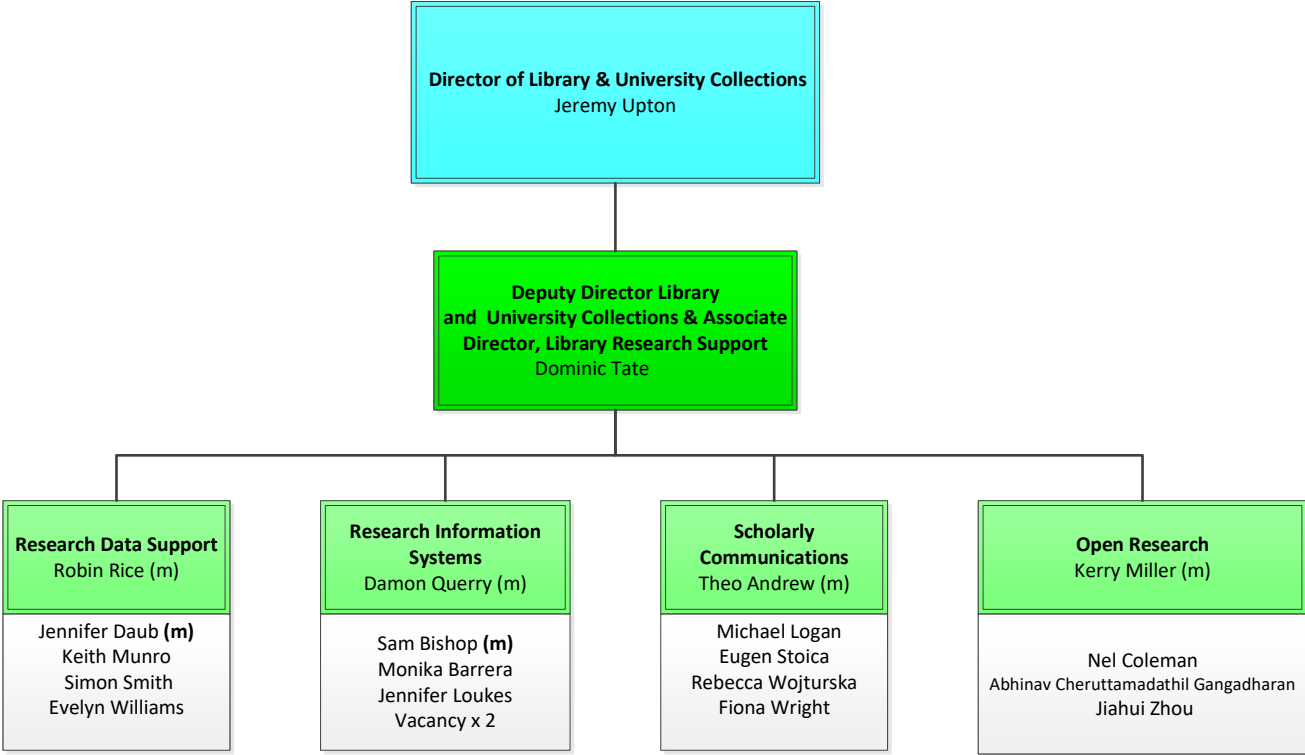 Director of Library & University Collections
Jeremy Upton
Deputy Director Library
and University Collections & Associate
Director, Library Research Support
Dominic Tate
Research Data Support
Robin Rice (m)
Jennifer Daub (m)
Keith Munro
Simon Smith
Evelyn Williams
Research Information
Systems
Damon Querry (m)
Sam Bishop (m)
Monika Barrera
Jennifer Loukes
Vacancy x 2
Scholarly
Communications
Theo Andrew (m)
Michael Logan
Eugen Stoica
Rebecca Wojturska
Fiona Wright
Open Research
Kerry Miller (m)
Nel Coleman
Abhinav Cheruttamadathil Gangadharan
Jiahui Zhou